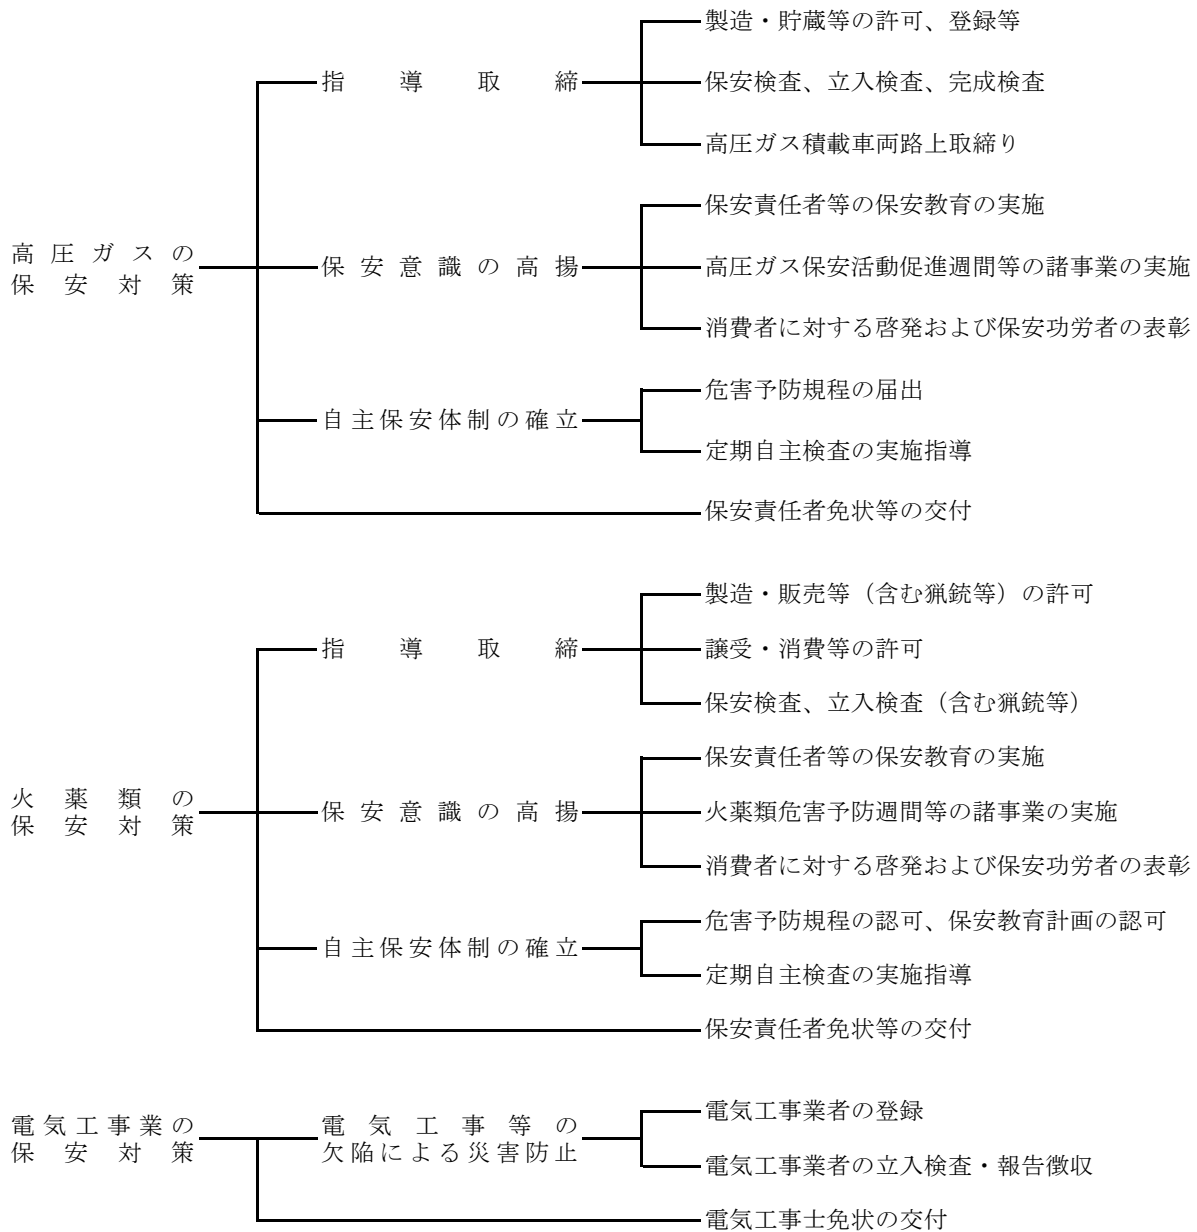 製造・貯蔵等の許可、登録等
指導取締
保安検査、立入検査、完成検査
高圧ガス積載車両路上取締り
保安責任者等の保安教育の実施
高圧ガスの
保安対策
保安意識の高揚
高圧ガス保安活動促進週間等の諸事業の実施
消費者に対する啓発および保安功労者の表彰
危害予防規程の届出
自主保安体制の確立
定期自主検査の実施指導
保安責任者免状等の交付
製造・販売等（含む猟銃等）の許可
指導取締
譲受・消費等の許可
保安検査、立入検査（含む猟銃等）
保安責任者等の保安教育の実施
火薬類の
保安対策
保安意識の高揚
火薬類危害予防週間等の諸事業の実施
消費者に対する啓発および保安功労者の表彰
危害予防規程の認可、保安教育計画の認可
自主保安体制の確立
定期自主検査の実施指導
保安責任者免状等の交付
電気工事業の
保安対策
電気工事等の
欠陥による災害防止
電気工事業者の登録
電気工事業者の立入検査・報告徴収
電気工事士免状の交付